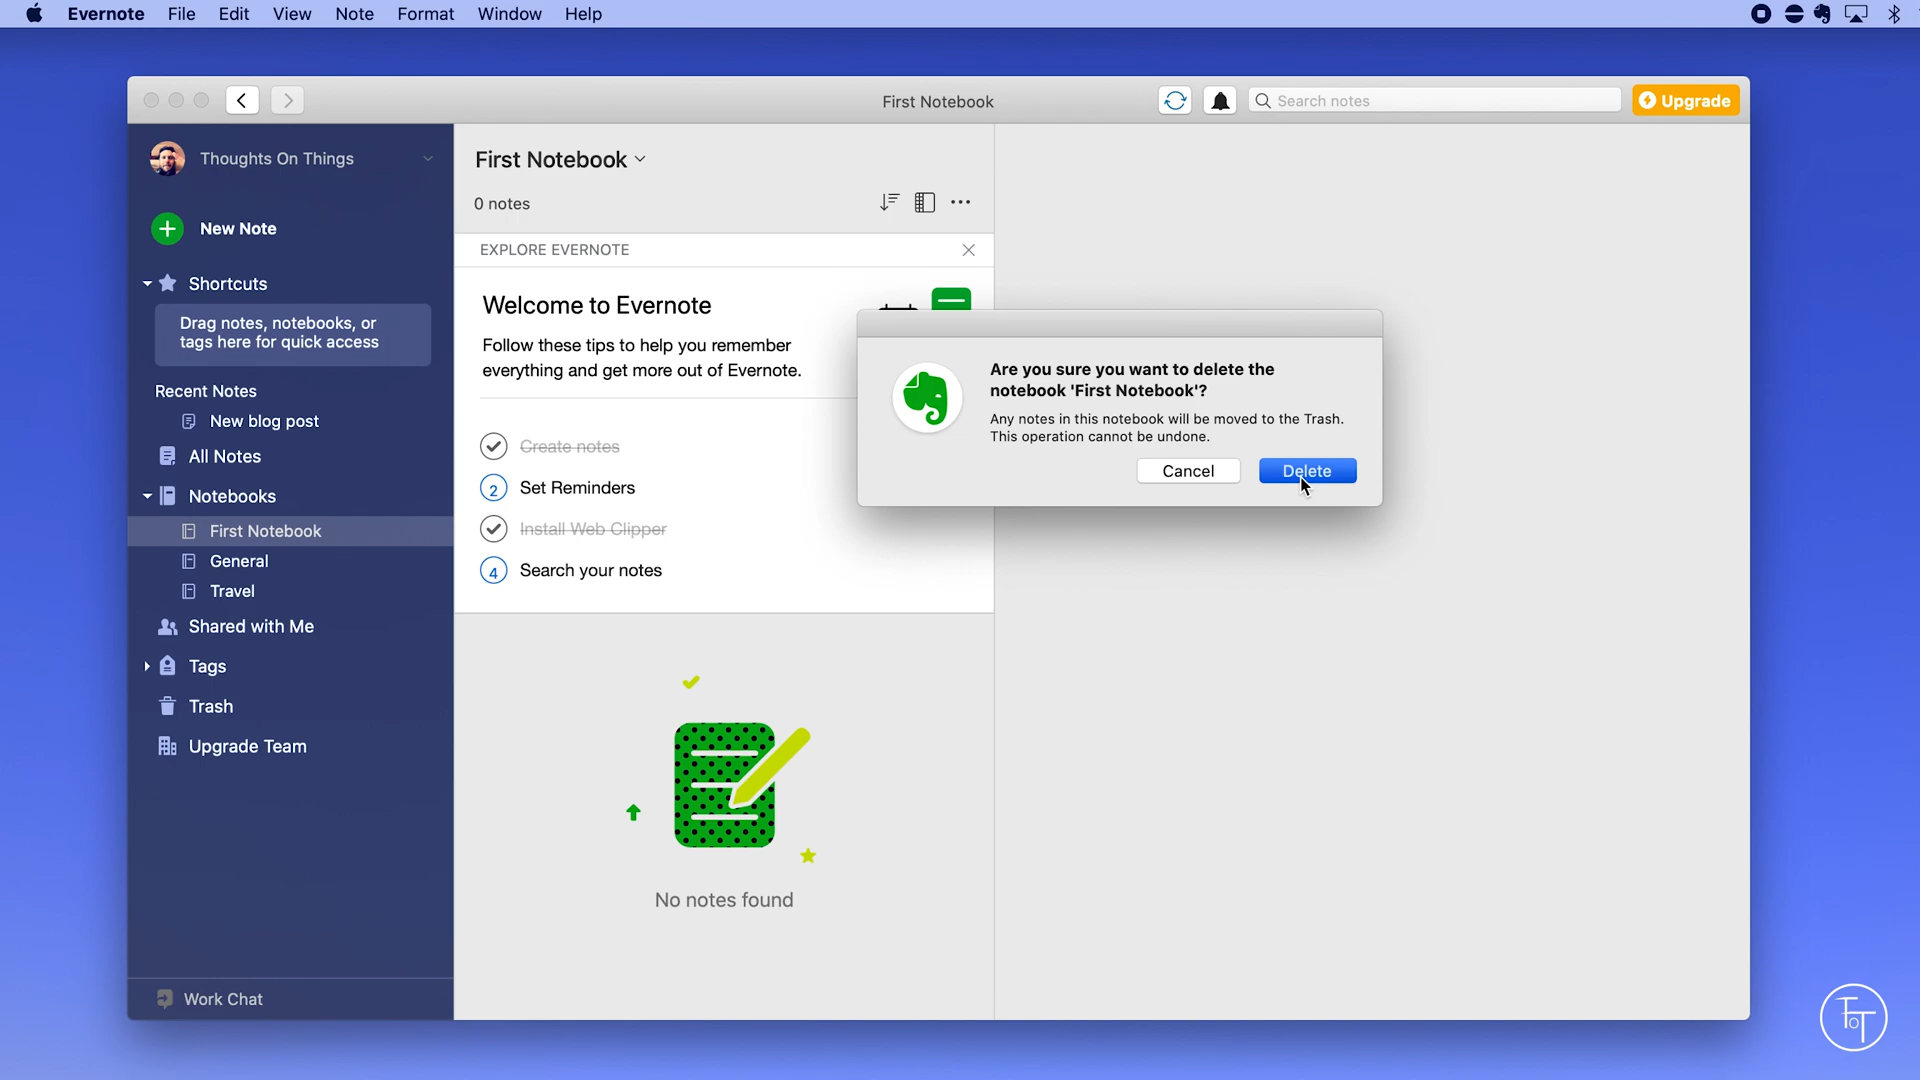 Evernote File Edit View Note Format Window Help
First Notebook
Search notes
Upgrade
Thoughts On Things
New Note
Shortcuts
Drag notes, notebooks, or
tags here for quick access
Recent Notes
New blog post
All Notes
Notebooks
First Notebook
General
Travel
Shared with Me
Tags
Trash
Upgrade Team
Work Chat
First Notebook
0 notes
EXPLORE EVERNOTE
Welcome to Evernote
Follow these tips to help you remember
everything and get more out of Evernote.
Create notes
2 Set Reminders
Install Web Clipper
4 Search your notes
No notes found
Are you sure you want to delete the
notebook 'First Notebook'?
Any notes in this notebook will be moved to the Trash.
This operation cannot be undone.
Cancel Delete
ToT